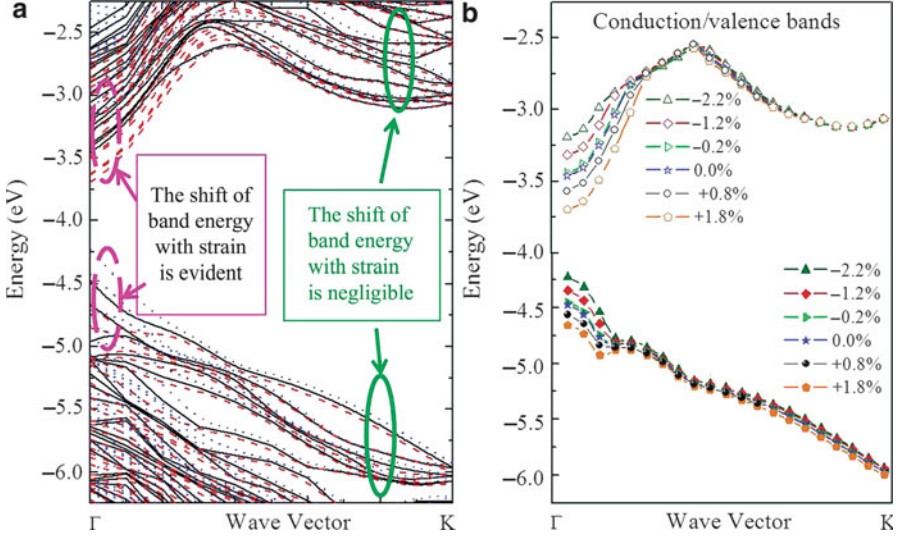 a
−2.5
−3.0
−3.5
−4.0
−4.5
−5.0
−5.5
−6.0
Energy (eV)
The shift of
band energy
with strain
is evident
The shift of
band energy
with strain
is negligible
Γ
Wave Vector
K
b
Conduction/valence bands
−2.5
−3.0
−3.5
−4.0
−4.5
−5.0
−5.5
−6.0
Energy (eV)
−2.2%
−1.2%
−0.2%
0.0%
+0.8%
+1.8%
−2.2%
−1.2%
−0.2%
0.0%
+0.8%
+1.8%
Γ
Wave Vector
K